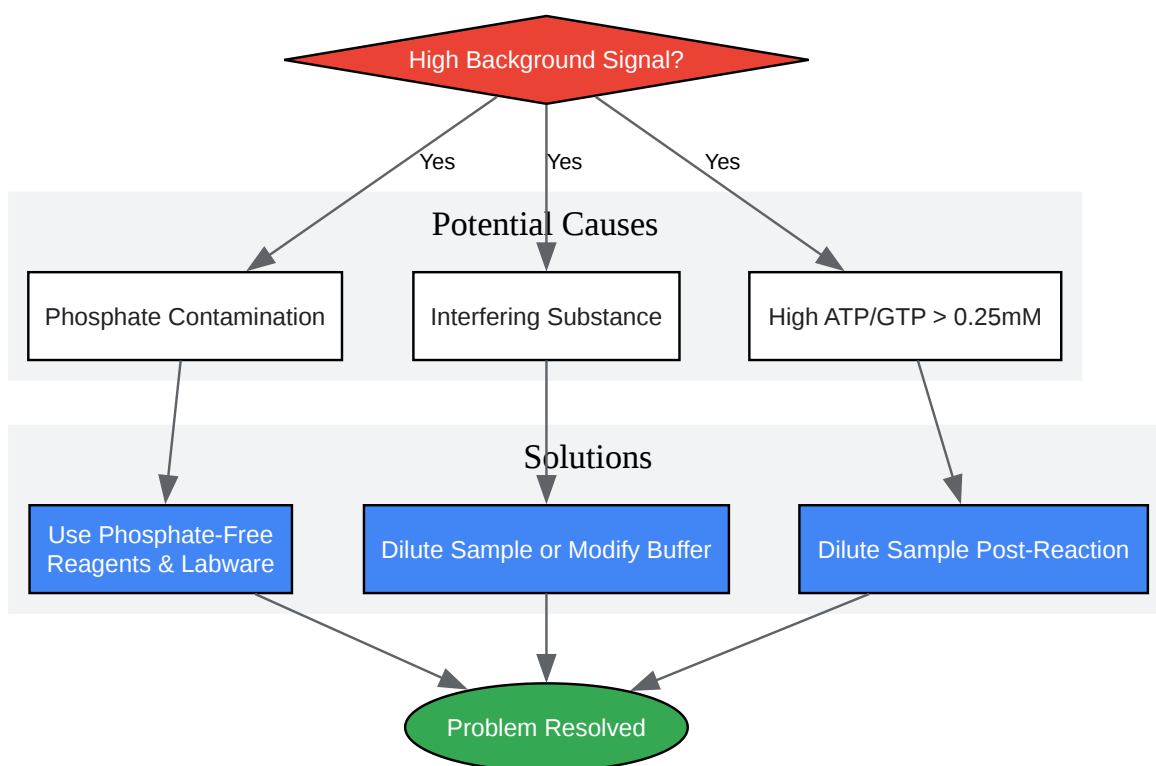 High Background Signal?
Yes
Yes
Yes
Potential Causes
Phosphate Contamination
Interfering Substance
High ATP/GTP > 0.25mM
Solutions
Use Phosphate-Free
Reagents & Labware
Dilute Sample or Modify Buffer
Dilute Sample Post-Reaction
Problem Resolved